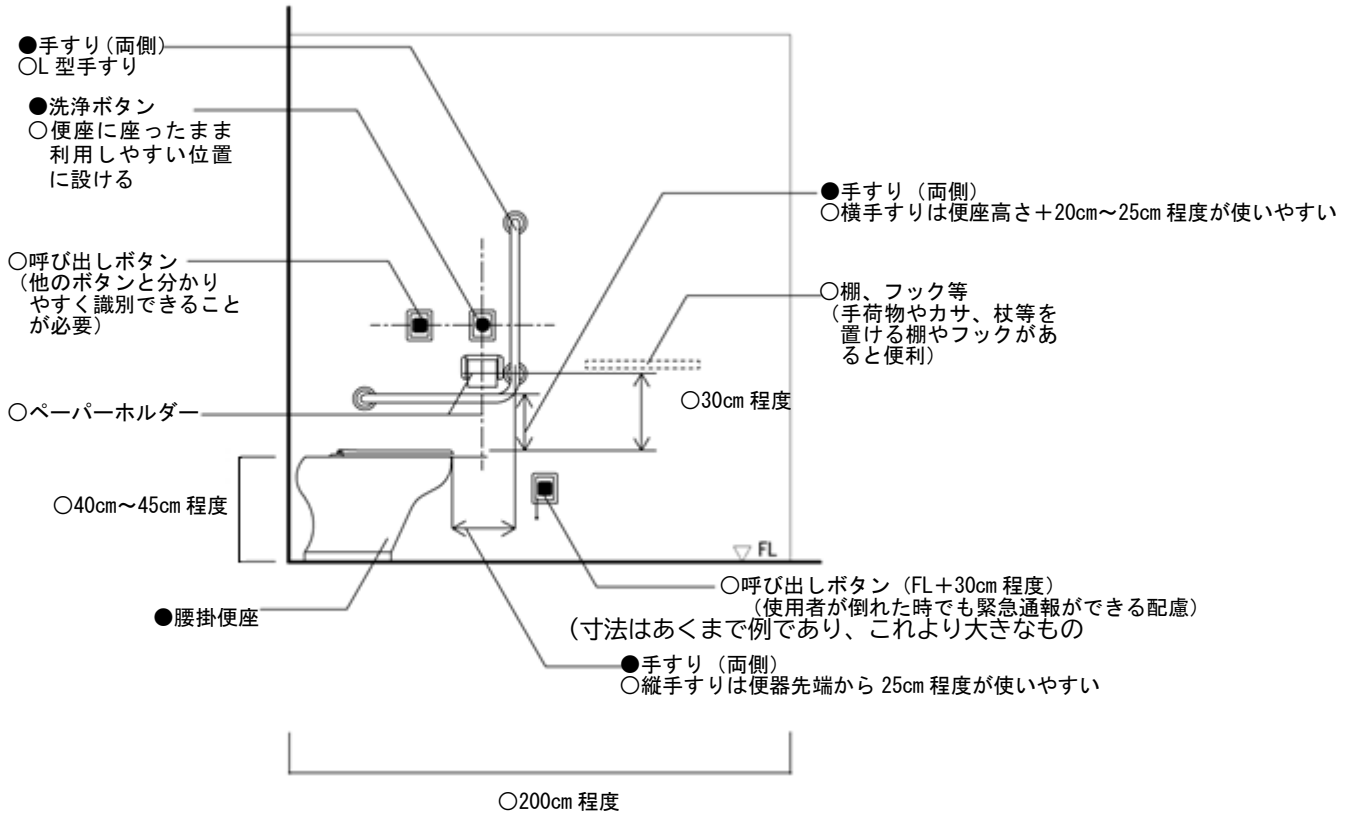 ●手すり(両側)
○L型手すり
●洗浄ボタン
○便座に座ったまま
利用しやすい位置
に設ける
●手すり（両側）
○横手すりは便座高さ＋20cm～25cm 程度が使いやすい
○呼び出しボタン
（他のボタンと分かり
やすく識別できること
が必要）
○棚、フック等
（手荷物やカサ、杖等を
置ける棚やフックがあ
ると便利）
○ペーパーホルダー
○30cm 程度
○40cm～45cm 程度
FL
○呼び出しボタン（FL＋30cm 程度）
（使用者が倒れた時でも緊急通報ができる配慮）
●腰掛便座
（寸法はあくまで例であり、これより大きなもの
●手すり（両側）
○縦手すりは便器先端から 25cm 程度が使いやすい
○200cm 程度